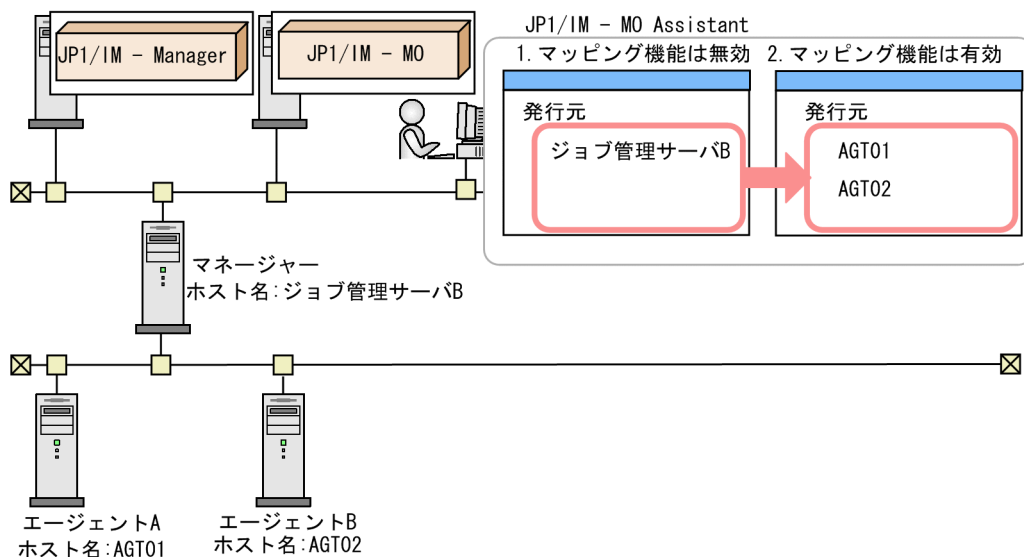 JP1/IM - Manager
JP1/IM - MO
JP1/IM - MO Assistant
1.マッピング機能は無効
2.マッピング機能は有効
発行元
ジョブ管理サーバB
発行元
AGT01
AGT02
マネージャー
ホスト名:ジョブ管理サーバB
エージェントA
ホスト名:AGT01
エージェントB
ホスト名:AGT02